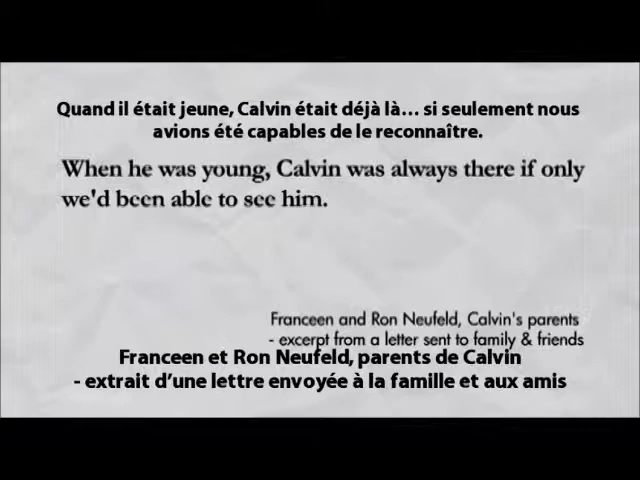 Quand il était jeune, Calvin était déjà là… si seulement nous
avions été capables de le reconnaître.
When he was young, Calvin was always there if only
we'd been able to see him.
Franceen and Ron Neufeld, Calvin's parents
- excerpt from a letter sent to family & friends
Franceen et Ron Neufeld, parents de Calvin
- extrait d’une lettre envoyée à la famille et aux amis